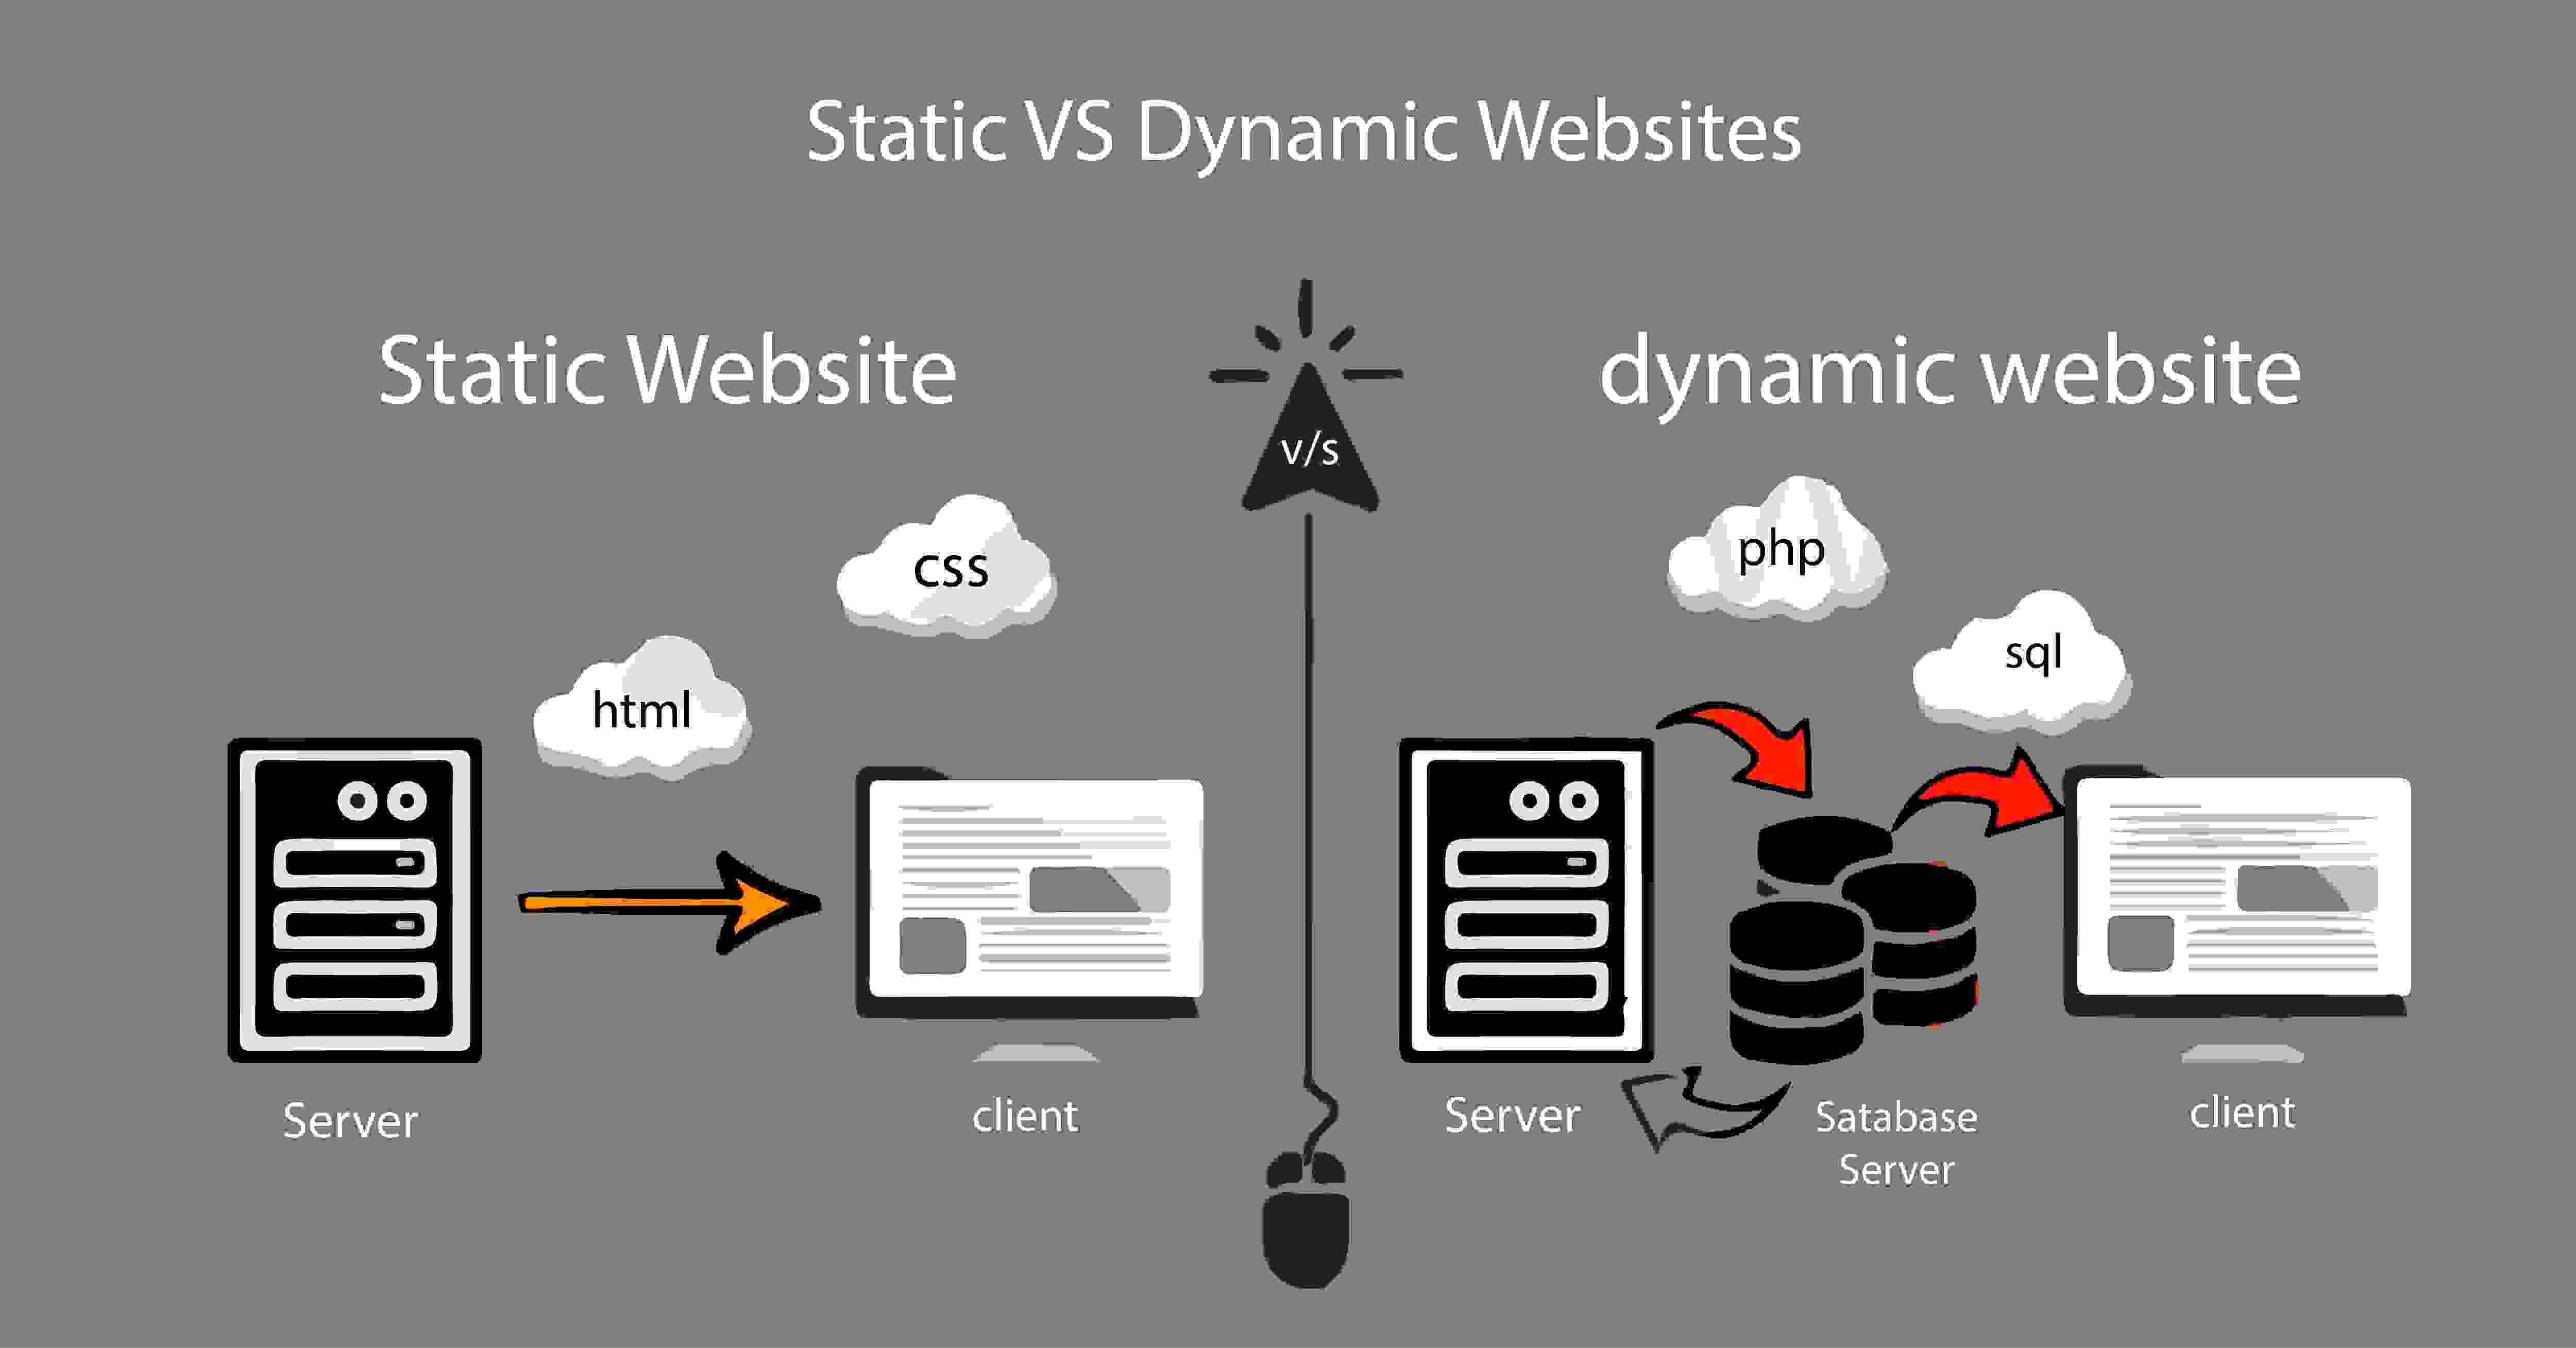 Static VS Dynamic Websites
Static Website
v/s
dynamic website
css
html
php
sql
Server
client
Server
Satabase
Server
client